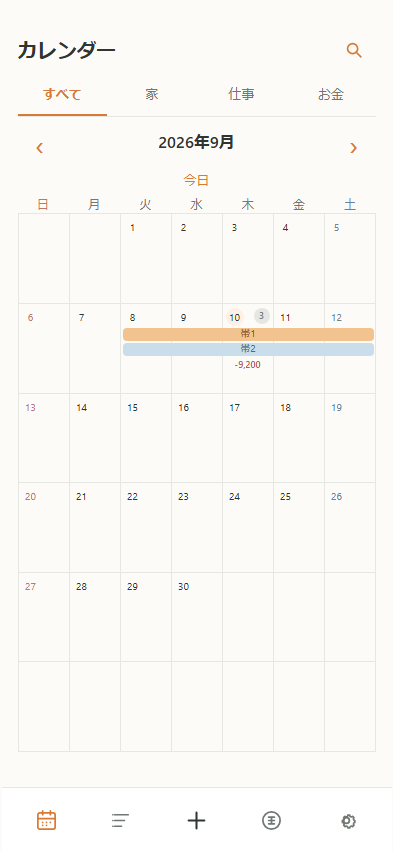 カレンダー
すべて 家 仕事 お金
‹ 2026年9月 ›
今日
日 月 火 水 木 金 土
1 2 3 4 5
6 7 8 9 10 3 11 12
帯1
帯2
-9,200
13 14 15 16 17 18 19
20 21 22 23 24 25 26
27 28 29 30